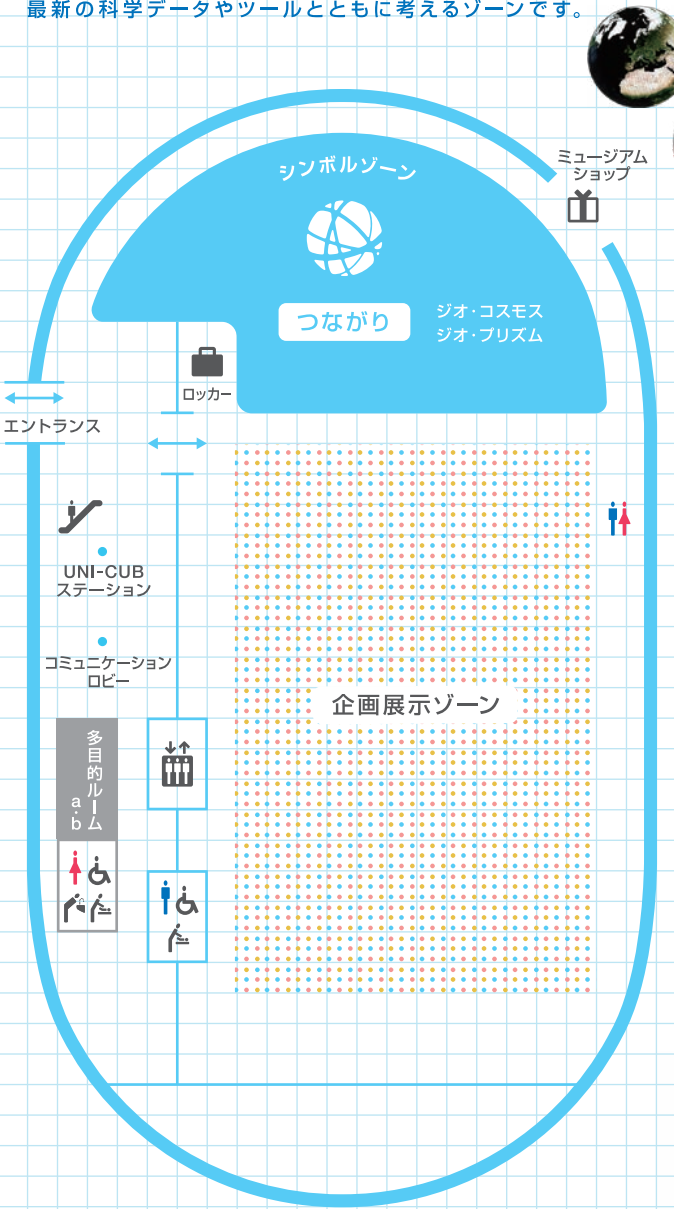 最新の科学データやツールとともに考えるゾーンです。
ミュージアム
ショップ
シンボルゾーン
つながり
ジオ・コスモス
ジオ・プリズム
ロッカー
エントランス
UNI-CUB
ステーション
コミュニケーション
ロビー
企画展示ゾーン
多目的ルーム
a・b